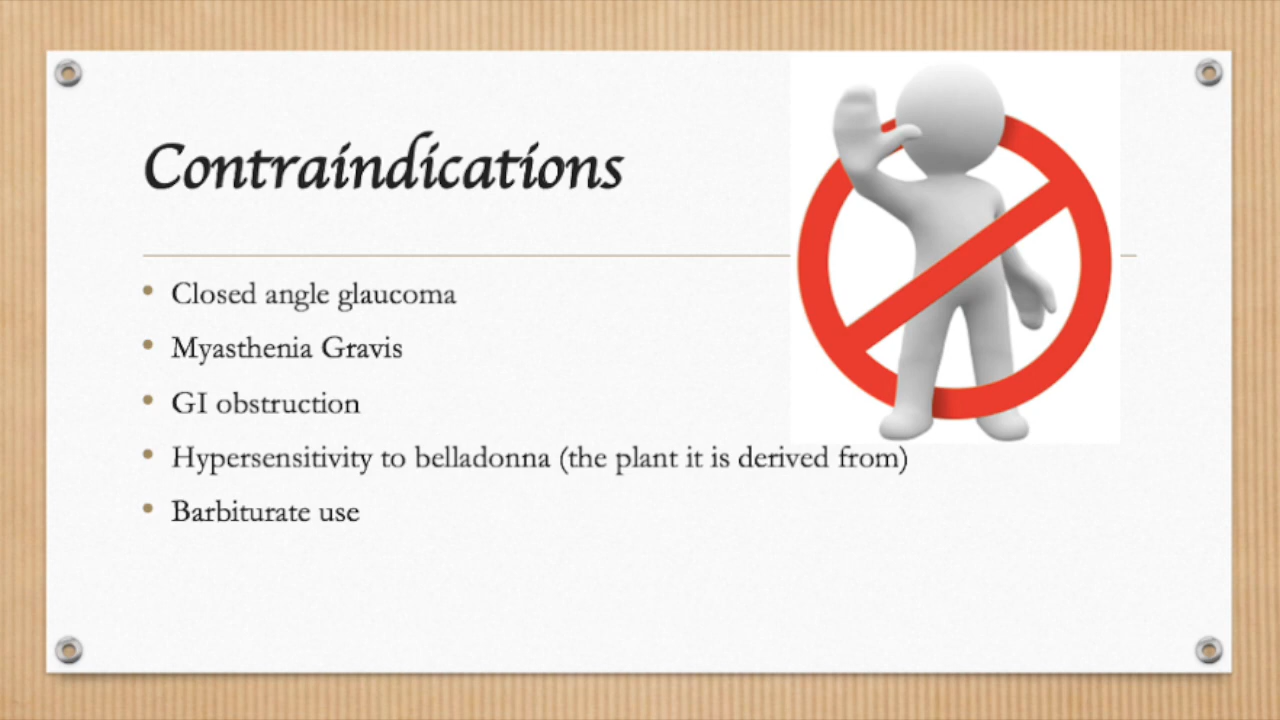 Contraindications
• Closed angle glaucoma
• Myasthenia Gravis
• GI obstruction
• Hypersensitivity to belladonna (the plant it is derived from)
• Barbiturate use